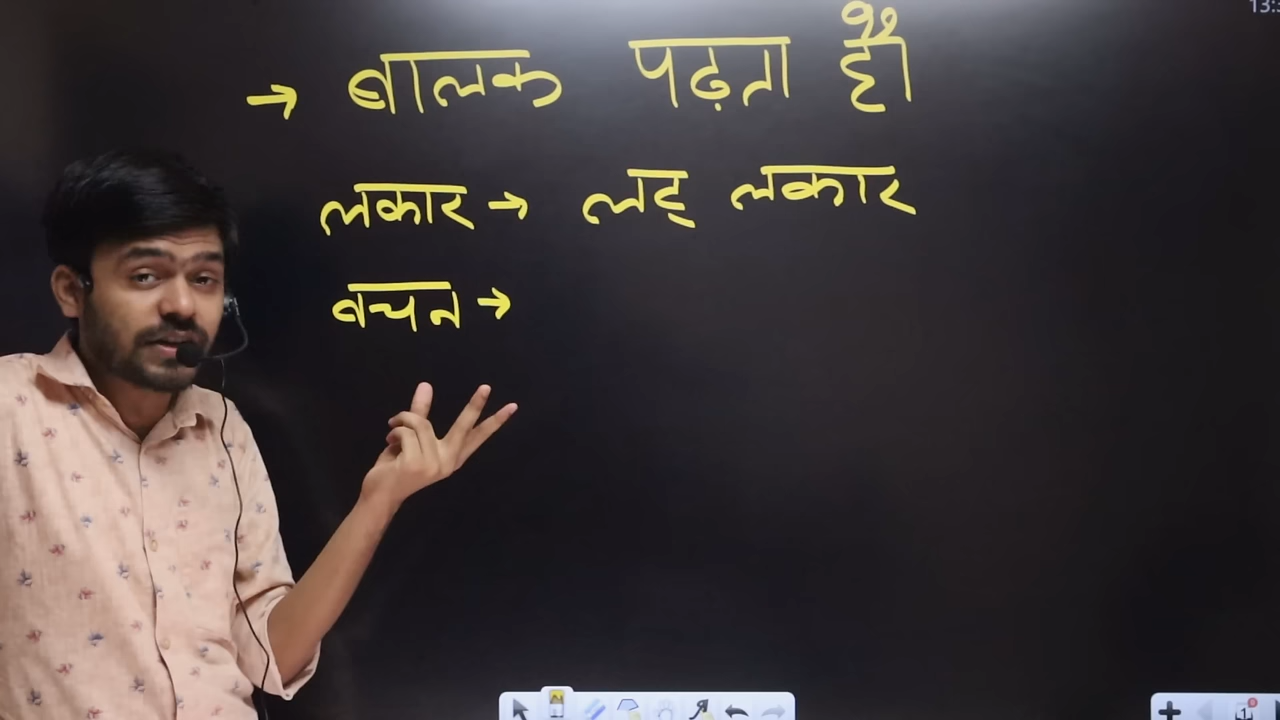 → बालक पढ़ता है।
लकार → लट् लकार
वचन →